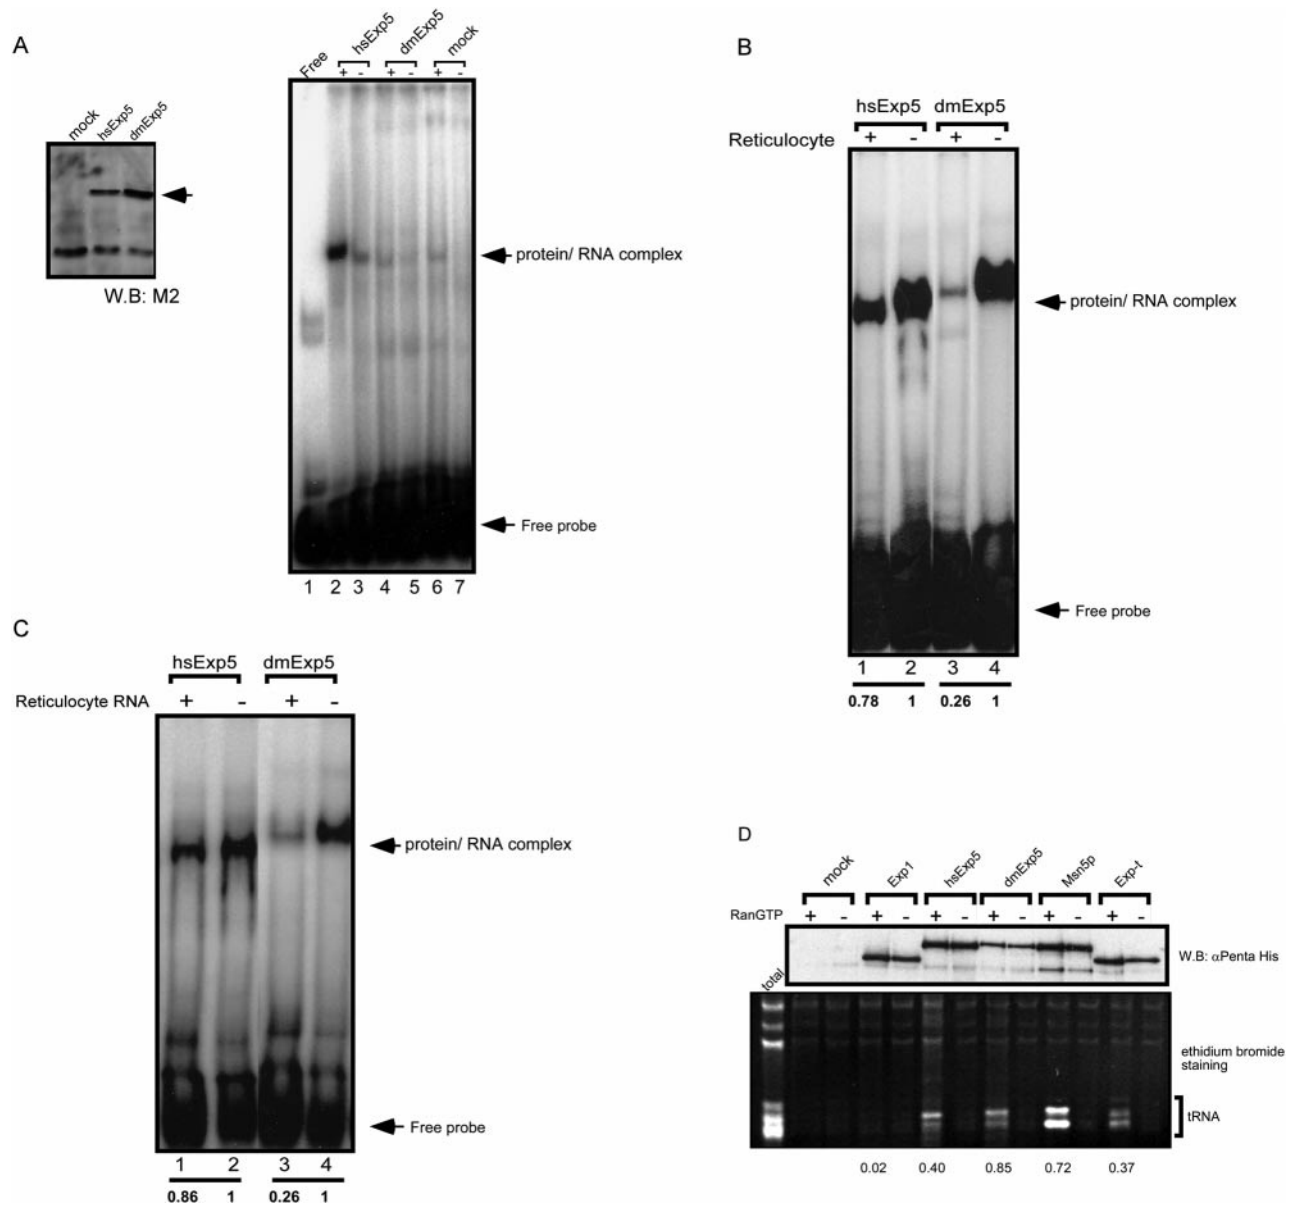 A
mock hsExp5 dmExp5
W.B: M2
Free hsExp5 dmExp5 mock
+ - + - + -
protein/ RNA complex
Free probe
1 2 3 4 5 6 7
B
hsExp5 dmExp5
Reticulocyte + - + -
protein/ RNA complex
Free probe
1 2 3 4
0.78 1 0.26 1
C
hsExp5 dmExp5
Reticulocyte RNA + - + -
protein/ RNA complex
Free probe
1 2 3 4
0.86 1 0.26 1
D
mock Exp1 hsExp5 dmExp5 Msn5p Exp-t
RanGTP + - + - + - + - + - + -
W.B: αPenta His
total
ethidium bromide
staining
tRNA
0.02 0.40 0.85 0.72 0.37